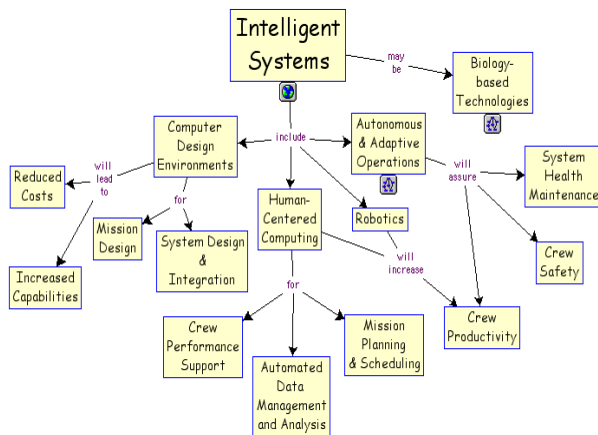 Intelligent
Systems
may
be
Biology-
based
Technologies
Computer
Design
Environments
include
Autonomous
& Adaptive
Operations
will
lead
to
Reduced
Costs
for
will
assure
System
Health
Maintenance
Mission
Design
System Design
&
Integration
Human-
Centered
Computing
Robotics
will
increase
Crew
Safety
Increased
Capabilities
for
Crew
Productivity
Crew
Performance
Support
Automated
Data
Management
and Analysis
Mission
Planning
& Scheduling